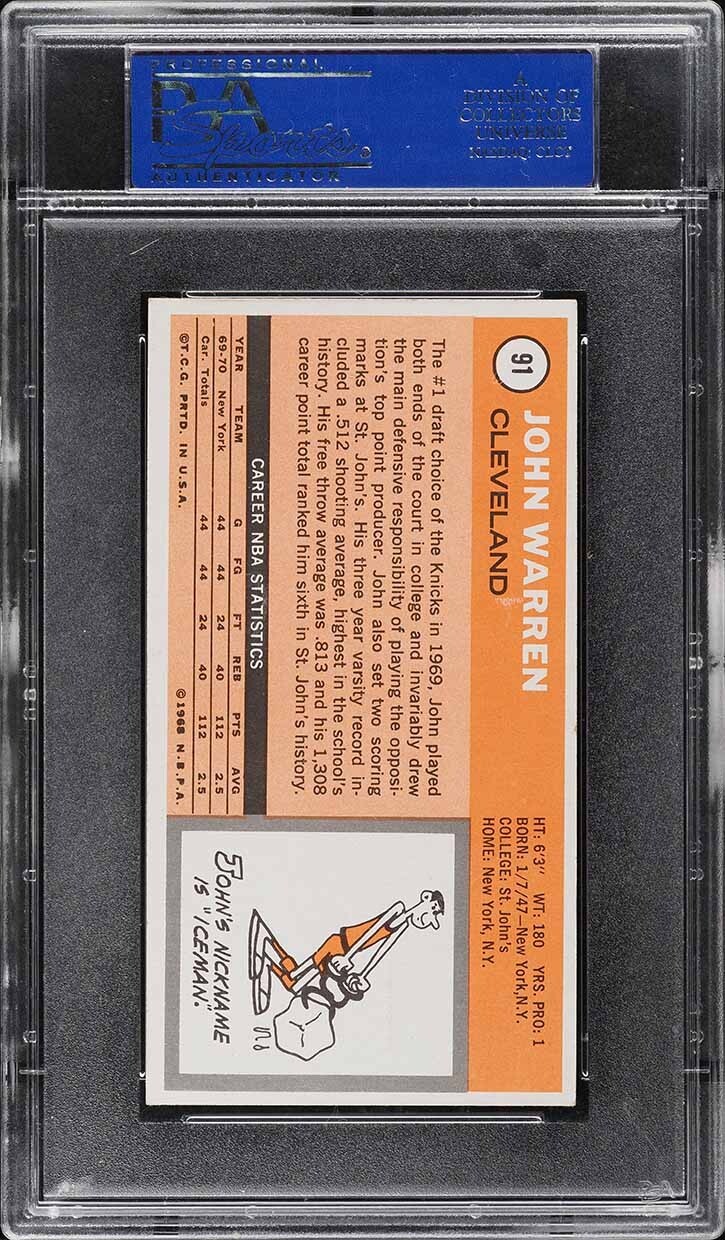 PROFESSIONAL
PSA
Sports
AUTHENTICATOR
A
DIVISION OF
COLLECTORS
UNIVERSE
NASDAQ: CLCT
91
JOHN WARREN
CLEVELAND
HT: 6'3" WT: 180 YRS. PRO: 1
BORN: 1/7/47—New York,N.Y.
COLLEGE: St. John's
HOME: New York, N.Y.
The #1 draft choice of the Knicks in 1969, John played
both ends of the court in college and invariably drew
the main defensive responsibility of playing the opposi-
tion's top point producer. John also set two scoring
marks at St. John's. His three year varsity record in-
cluded a .512 shooting average, highest in the school's
history. His free throw average was .813 and his 1,308
career point total ranked him sixth in St. John's history.
CAREER NBA STATISTICS
YEAR TEAM G FG FT REB PTS AVG
69-70 New York 44 44 24 40 112 2.5
Car. Totals 44 44 24 40 112 2.5
©T.C.G. PRTD. IN U.S.A. ©1968 N.B.P.A.
JOHN'S NICKNAME
IS "ICEMAN."